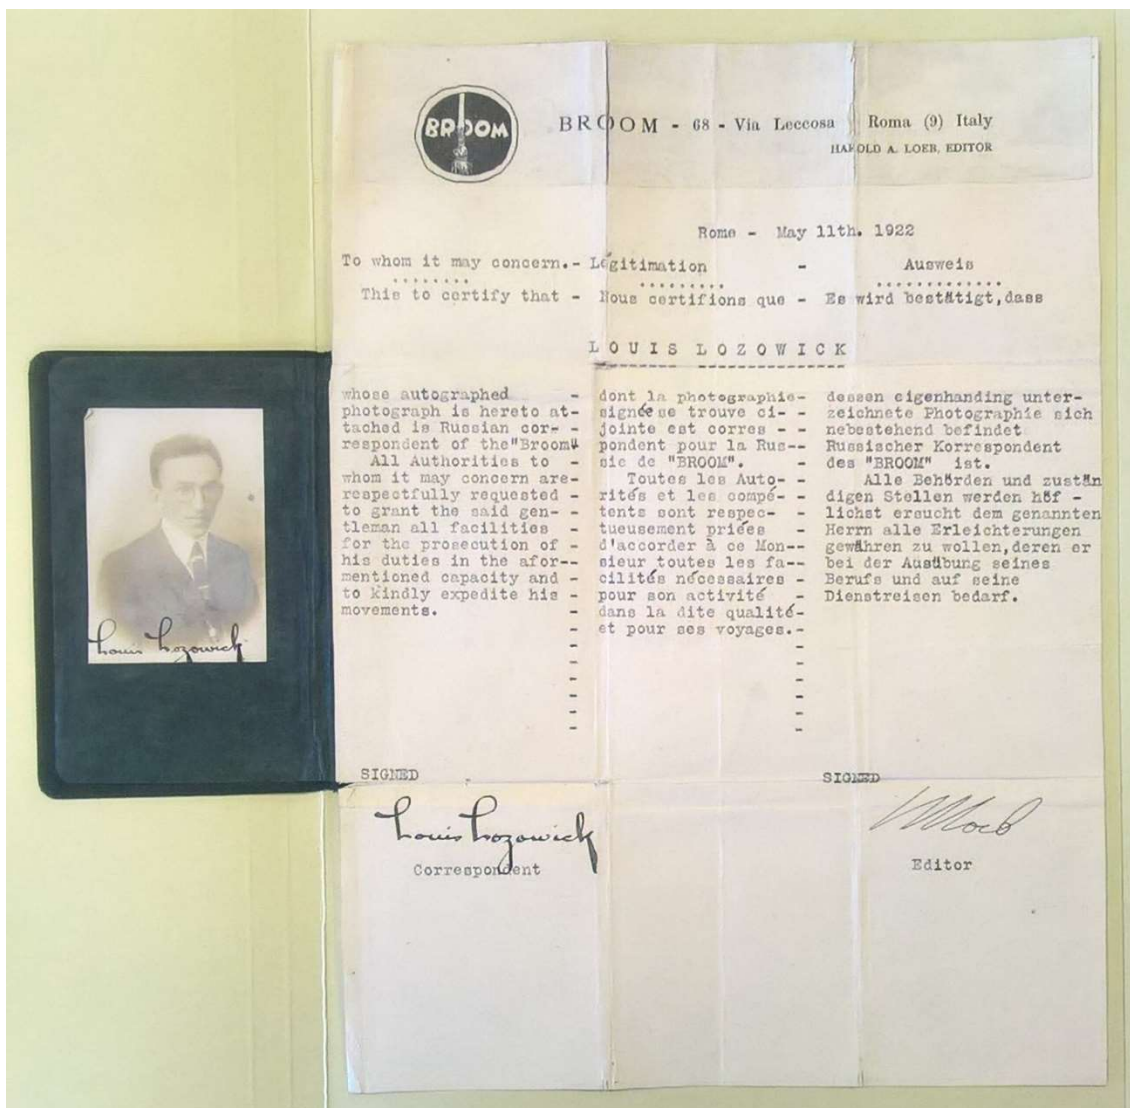 BROOM
BROOM - 68 - Via Leccosa Roma (9) Italy
HAROLD A. LOEB, EDITOR
Rome - May 11th. 1922
To whom it may concern.- Légitimation - Ausweis
This to certify that - Nous certifions que - Es wird bestätigt,dass
LOUIS LOZOWICK
whose autographed -
photograph is hereto at-
tached is Russian cor- -
respondent of the"Broom"
All Authorities to -
whom it may concern are-
respectfully requested -
to grant the said gen- -
tleman all facilities -
for the prosecution of -
his duties in the afor--
mentioned capacity and -
to kindly expedite his -
movements. -
dont la photographie-
signée se trouve ci- -
jointe est corres - -
pondent pour la Rus--
sie de "BROOM". -
Toutes les Auto- -
rités et les compé- -
tents sont respec- -
tueusement priées -
d'accorder à ce Mon--
sieur toutes les fa--
cilités nécessaires -
pour son activité -
dans la dite qualité-
et pour ses voyages.-
dessen eigenhanding unter-
zeichnete Photographie sich
nebestehend befindet
Russischer Korrespondent
des "BROOM" ist.
Alle Behörden und zustän
digen Stellen werden höf -
lichst ersucht dem genannten
Herrn alle Erleichterungen
gewähren zu wollen,deren er
bei der Ausübung seines
Berufs und auf seine
Dienstreisen bedarf.
Louis Lozowick
SIGNED
Louis Lozowick
Correspondent
SIGNED
Editor